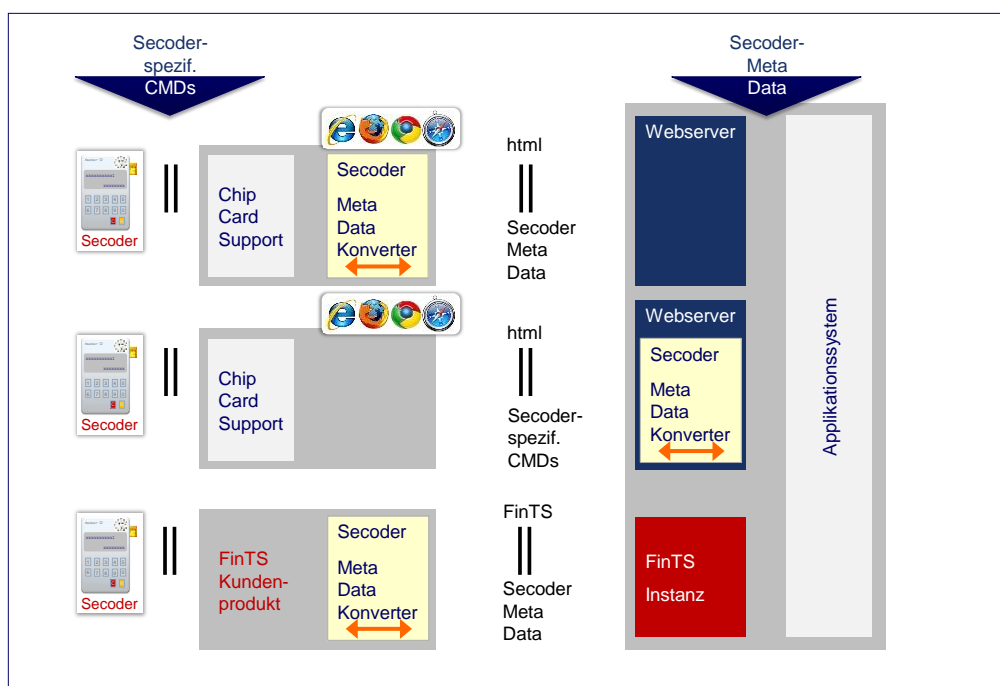 Secoder-
spezif.
CMDs
Secoder-
Meta
Data
Secoder
Chip
Card
Support
Secoder
Meta
Data
Konverter
html
Secoder
Meta
Data
Webserver
Applikationssystem
Secoder
Chip
Card
Support
html
Secoder-
spezif.
CMDs
Webserver
Secoder
Meta
Data
Konverter
Secoder
FinTS
Kunden-
produkt
Secoder
Meta
Data
Konverter
FinTS
Secoder
Meta
Data
FinTS
Instanz